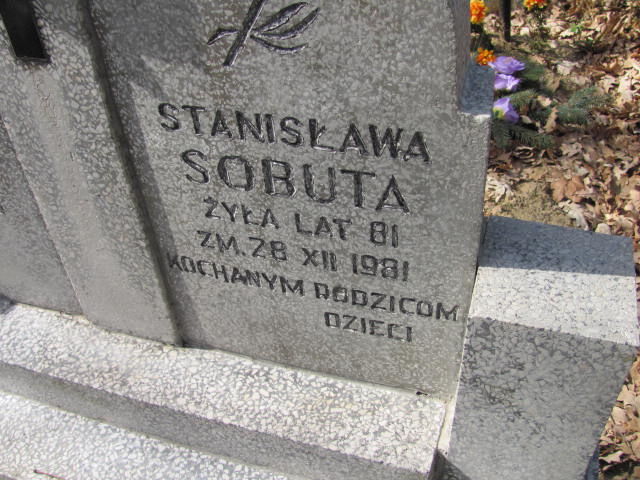 STANISŁAWA
SOBUTA
ŻYŁA LAT 81
ZM. 28 XII 1981
KOCHANYM RODZICOM
DZIECI